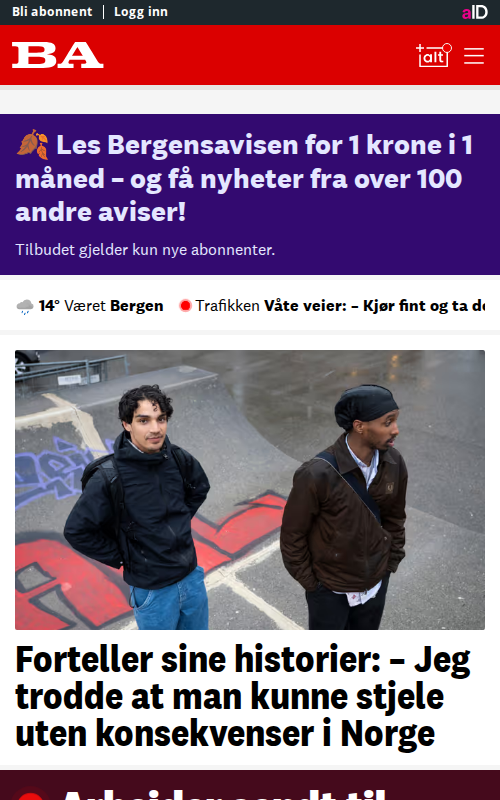 Bli abonnent | Logg inn
aID
BA
+alt
Les Bergensavisen for 1 krone i 1
måned – og få nyheter fra over 100
andre aviser!
Tilbudet gjelder kun nye abonnenter.
14° Været Bergen Trafikken Våte veier: – Kjør fint og ta
Forteller sine historier: – Jeg
trodde at man kunne stjele
uten konsekvenser i Norge